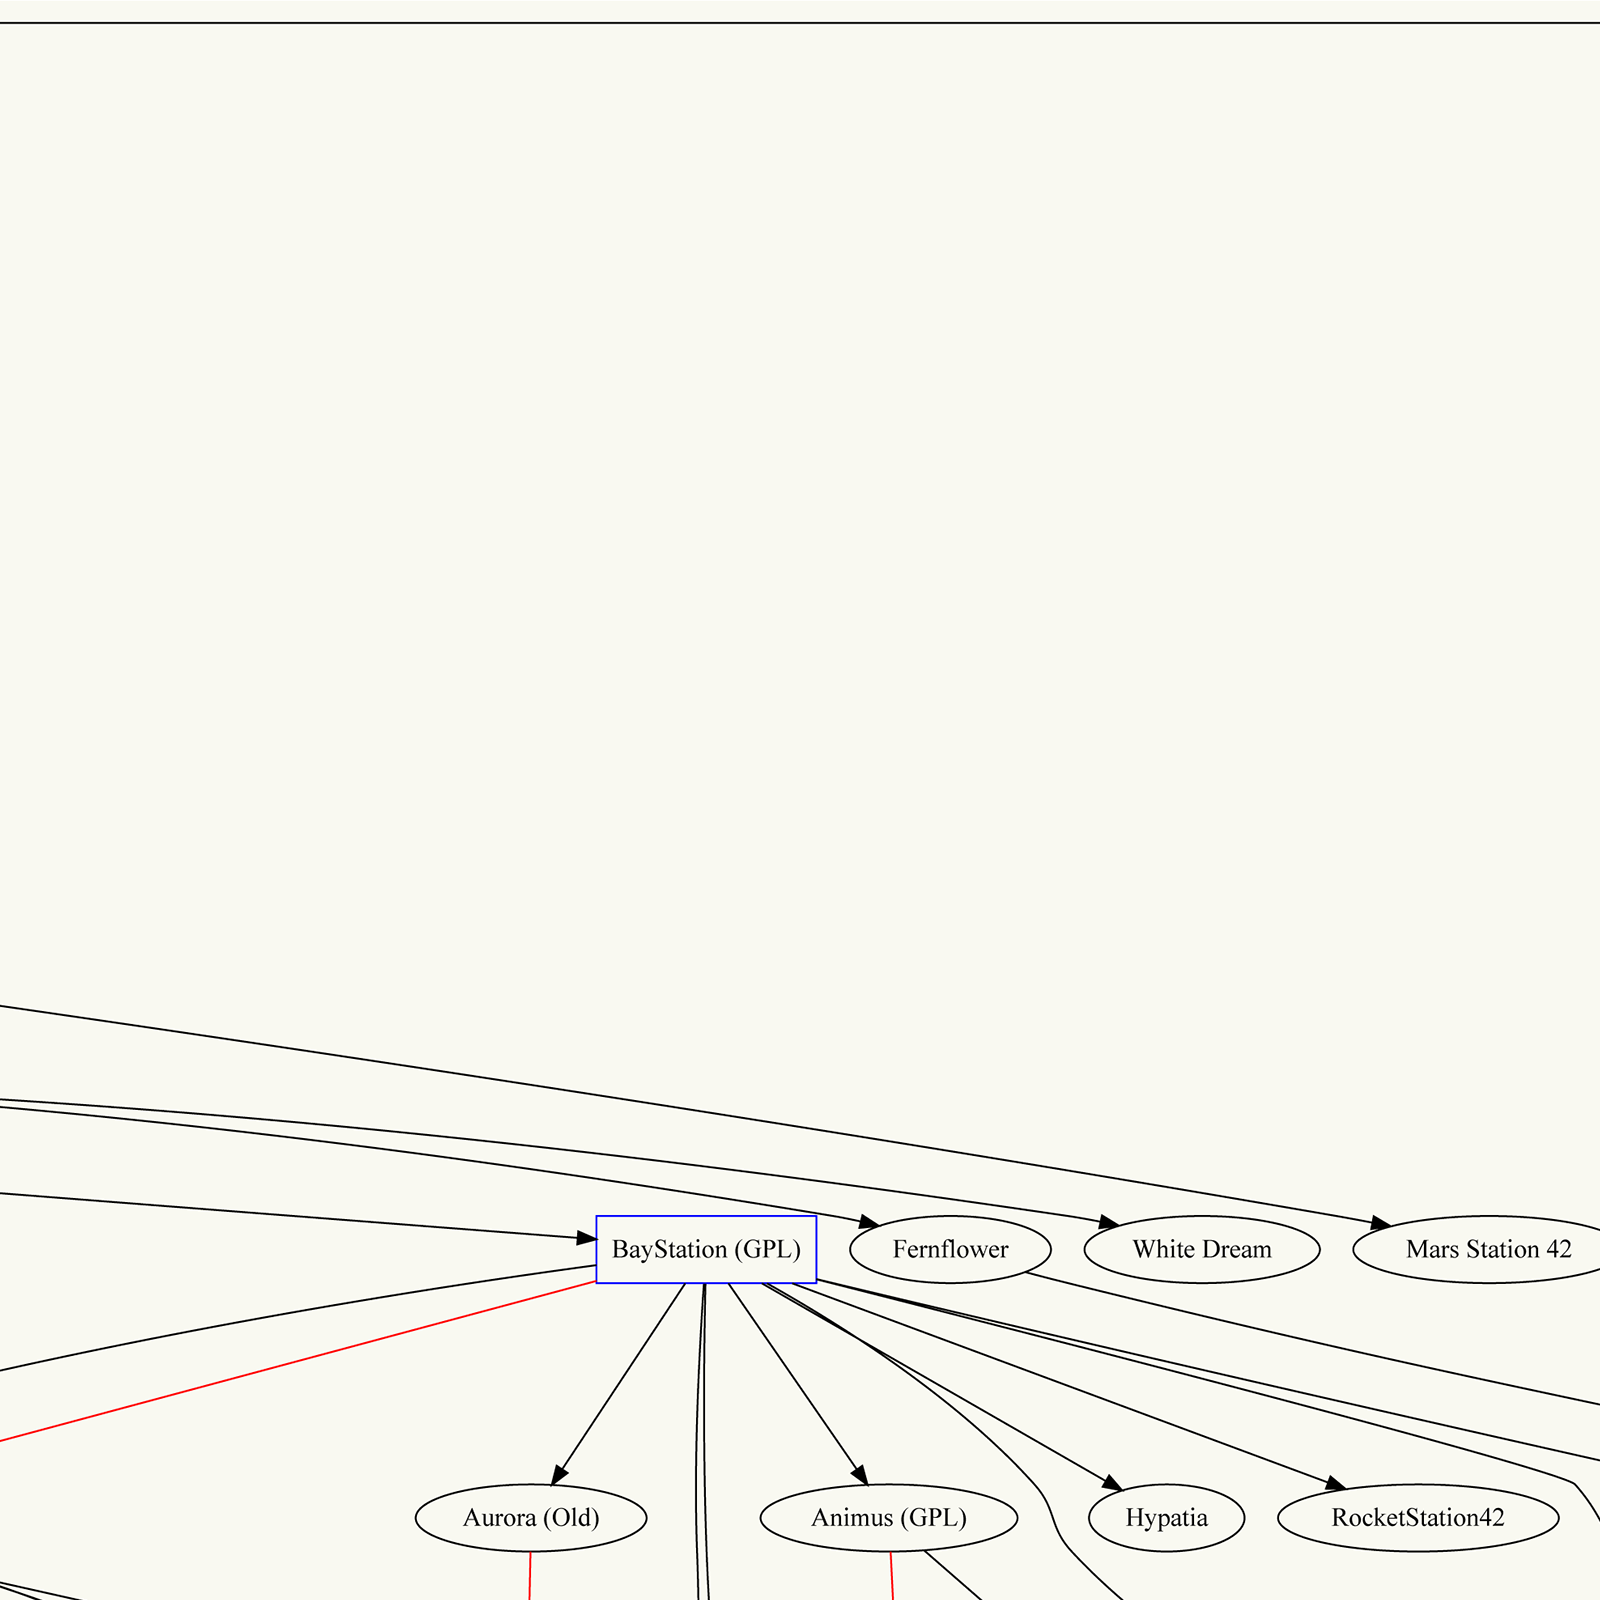 BayStation (GPL)
Fernflower
White Dream
Mars Station 42
Aurora (Old)
Animus (GPL)
Hypatia
RocketStation42